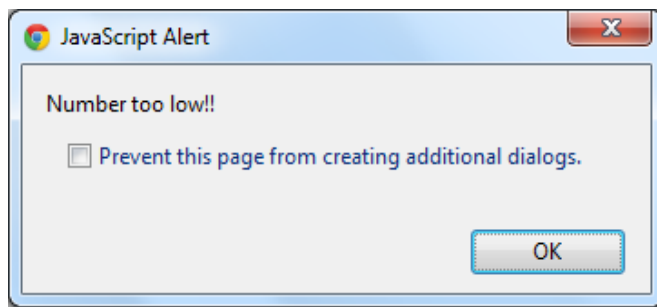 JavaScript Alert
Number too low!!
Prevent this page from creating additional dialogs.
OK